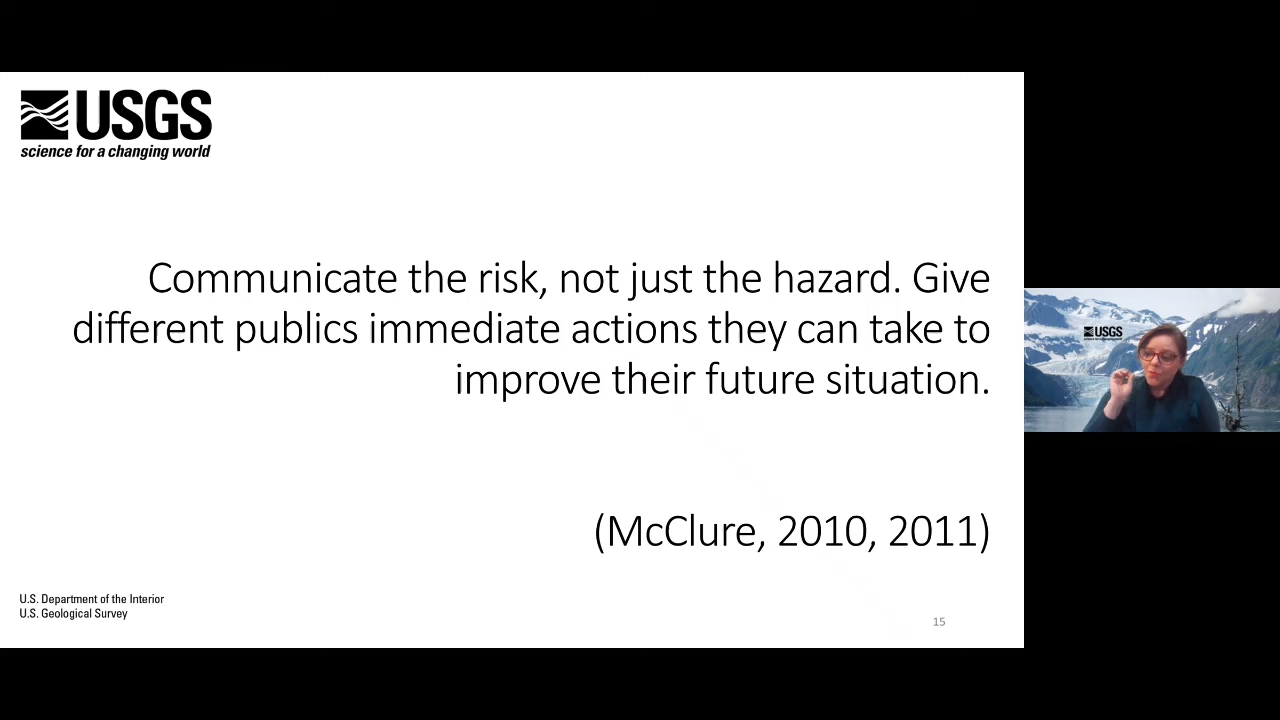 USGS
science for a changing world
Communicate the risk, not just the hazard. Give
different publics immediate actions they can take to
improve their future situation.
(McClure, 2010, 2011)
U.S. Department of the Interior
U.S. Geological Survey
15
USGS